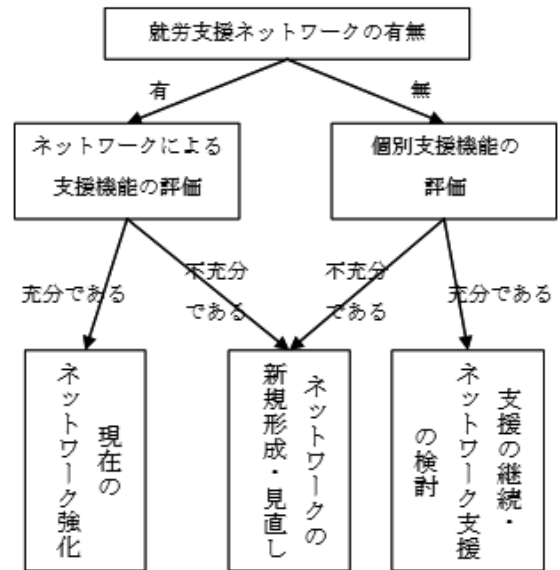 就労支援ネットワークの有無
有
無
ネットワークによる
支援機能の評価
個別支援機能の
評価
充分である
不充分
である
不充分
である
充分である
現在の
ネットワーク強化
ネットワークの
新規形成・見直し
支援の継続・
ネットワーク支援
の検討